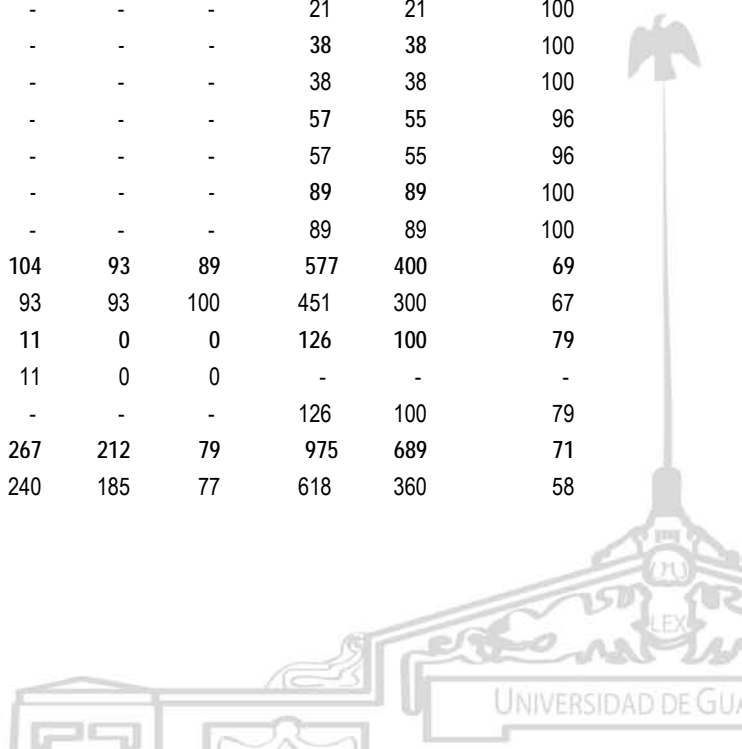 - - - 21 21 100
- - - 38 38 100
- - - 38 38 100
- - - 57 55 96
- - - 57 55 96
- - - 89 89 100
- - - 89 89 100
104 93 89 577 400 69
93 93 100 451 300 67
11 0 0 126 100 79
11 0 0 - - -
- - - 126 100 79
267 212 79 975 689 71
240 185 77 618 360 58
LEX
UNIVERSIDAD DE GUA